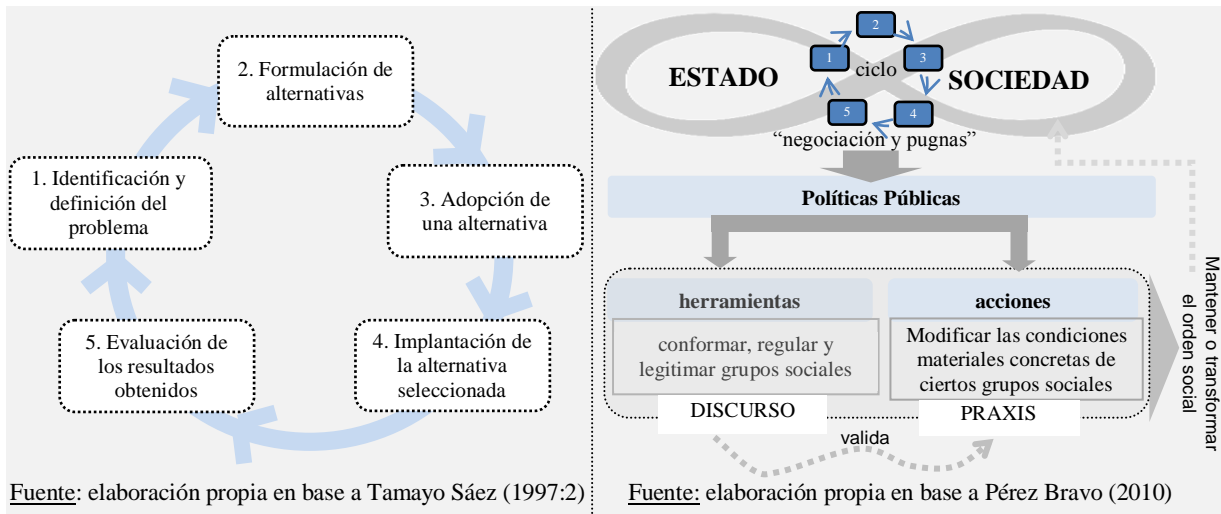 2. Formulación de
alternativas
1. Identificación y
definición del
problema
3. Adopción de
una alternativa
5. Evaluación de
los resultados
obtenidos
4. Implantación de
la alternativa
seleccionada
Fuente: elaboración propia en base a Tamayo Sáez (1997:2)
ESTADO
SOCIEDAD
ciclo
1
2
3
4
5
“negociación y pugnas”
Políticas Públicas
herramientas
conformar, regular y
legitimar grupos sociales
DISCURSO
acciones
Modificar las condiciones
materiales concretas de
ciertos grupos sociales
PRAXIS
valida
Mantener o transformar
el orden social
Fuente: elaboración propia en base a Pérez Bravo (2010)